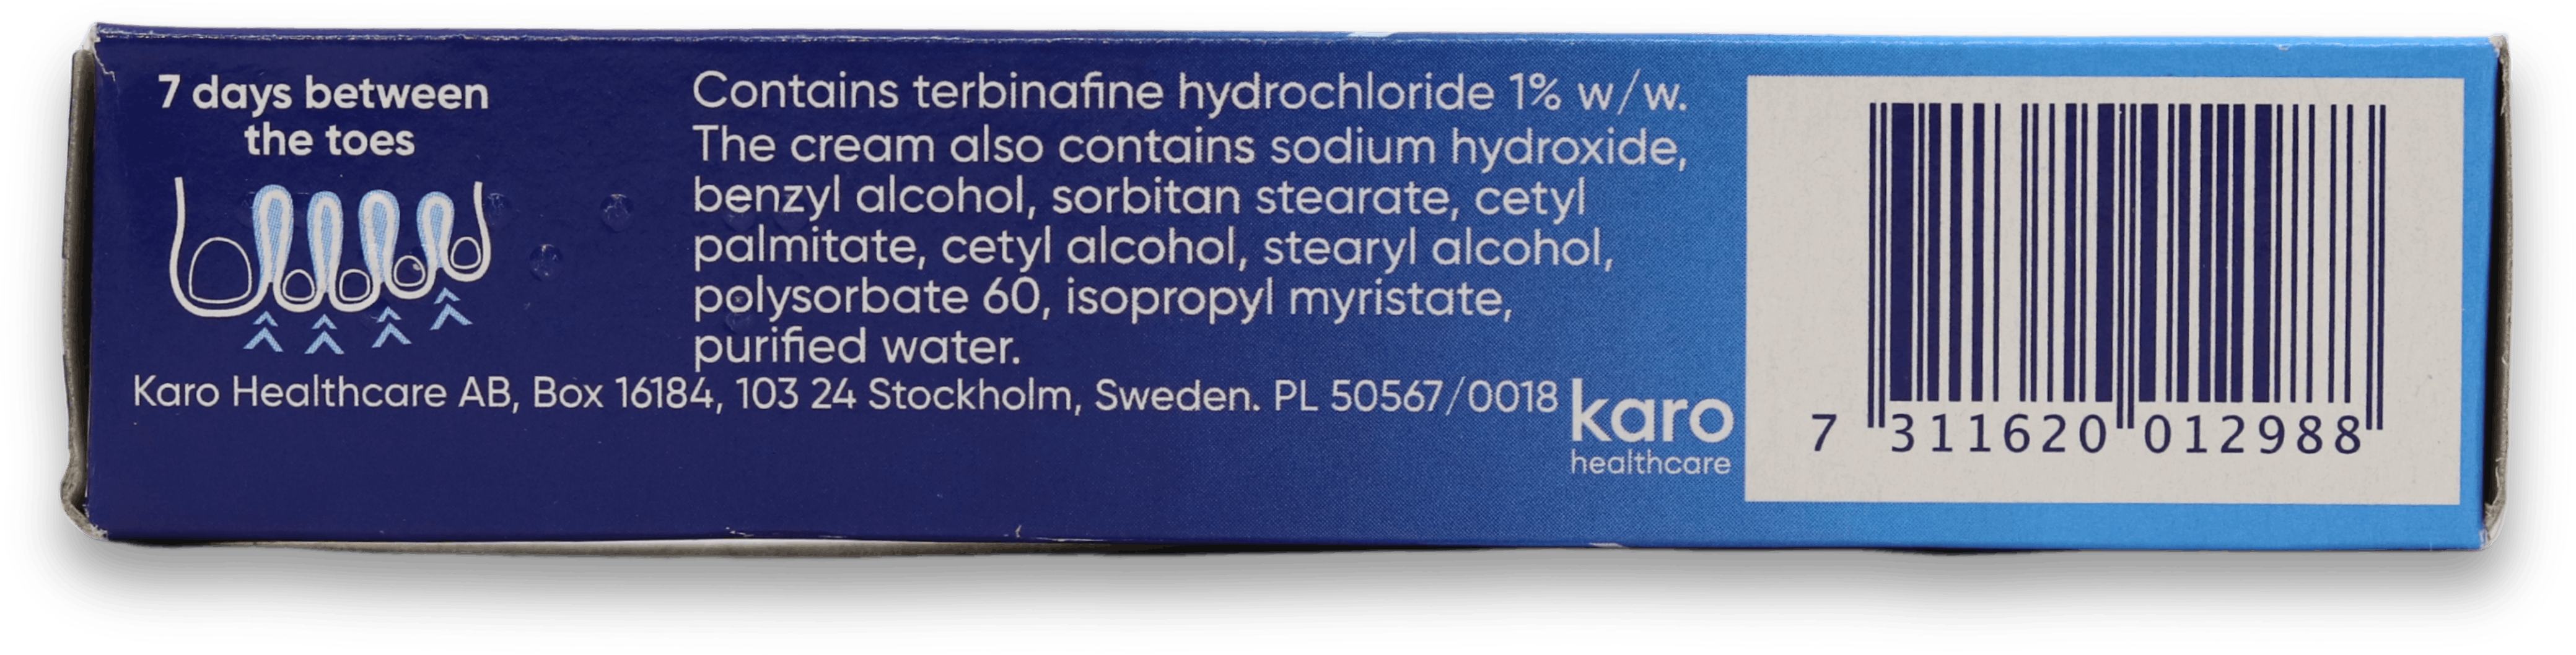 7 days between
the toes
Contains terbinafine hydrochloride 1% w/w.
The cream also contains sodium hydroxide,
benzyl alcohol, sorbitan stearate, cetyl
palmitate, cetyl alcohol, stearyl alcohol,
polysorbate 60, isopropyl myristate,
purified water.
Karo Healthcare AB, Box 16184, 103 24 Stockholm, Sweden. PL 50567/0018
karo
healthcare
7 311620 012988